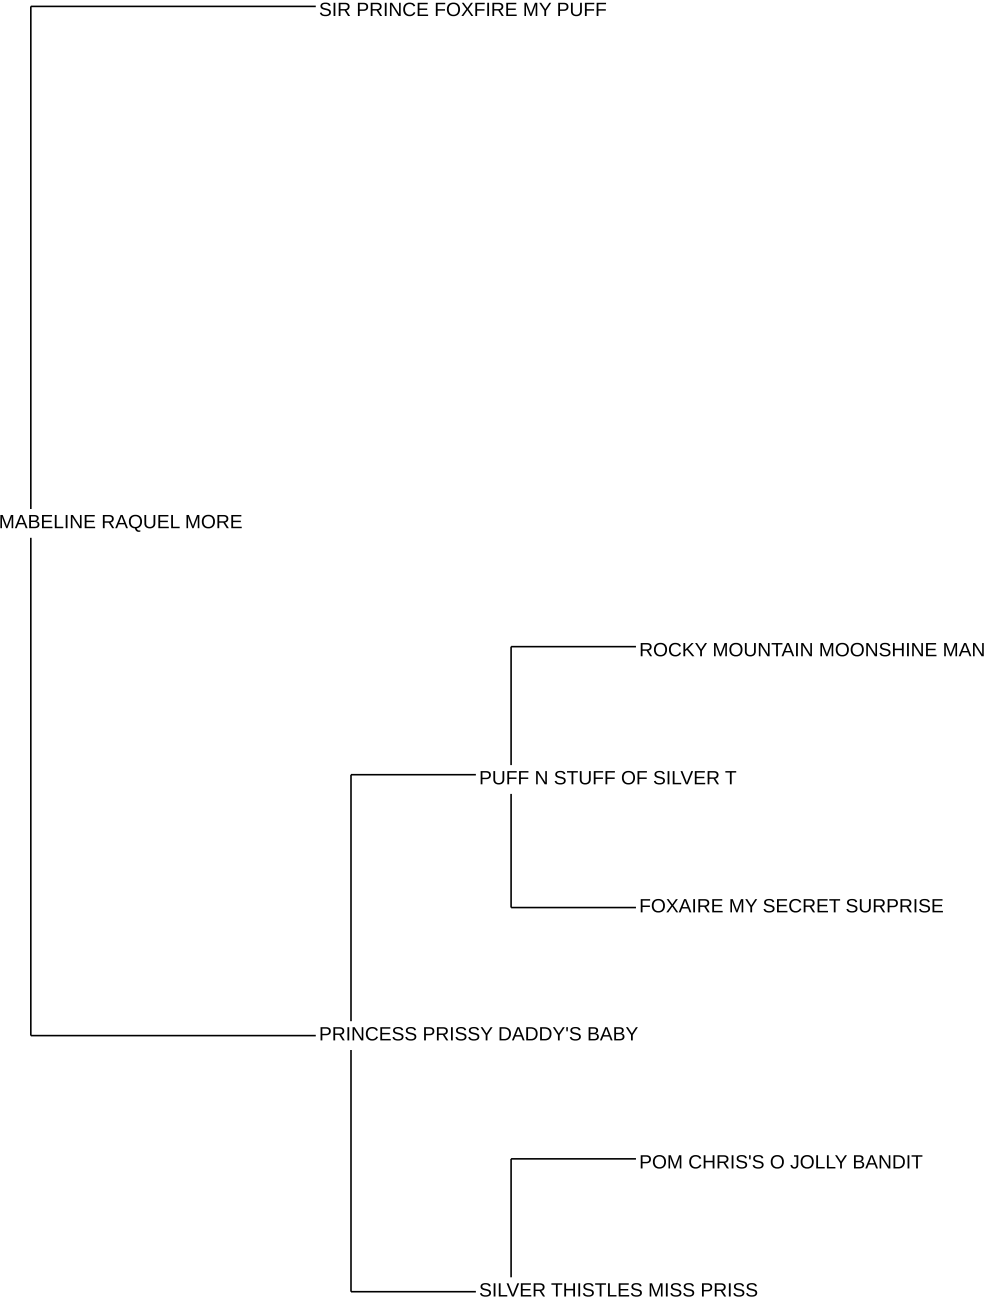 SIR PRINCE FOXFIRE MY PUFF
MABELINE RAQUEL MORE
ROCKY MOUNTAIN MOONSHINE MAN
PUFF N STUFF OF SILVER T
FOXAIRE MY SECRET SURPRISE
PRINCESS PRISSY DADDY'S BABY
POM CHRIS'S O JOLLY BANDIT
SILVER THISTLES MISS PRISS